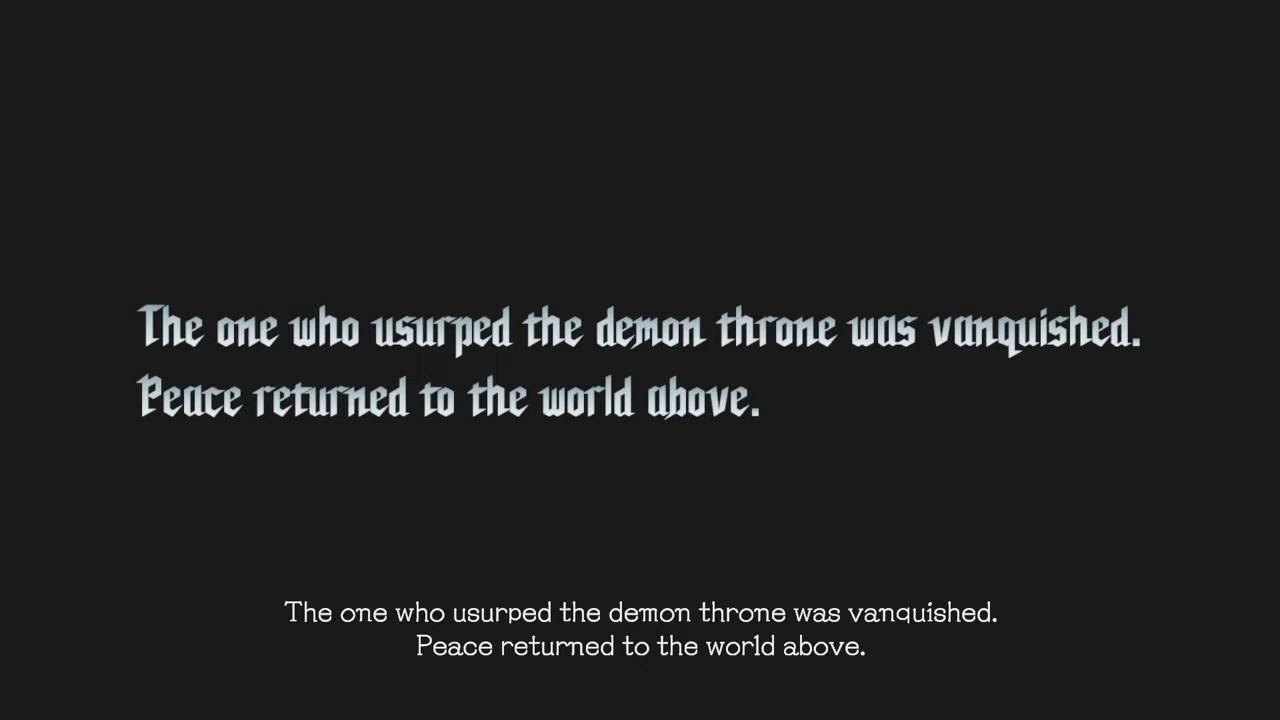 The one who usurped the demon throne was vanquished.
Peace returned to the world above.
The one who usurped the demon throne was vanquished.
Peace returned to the world above.